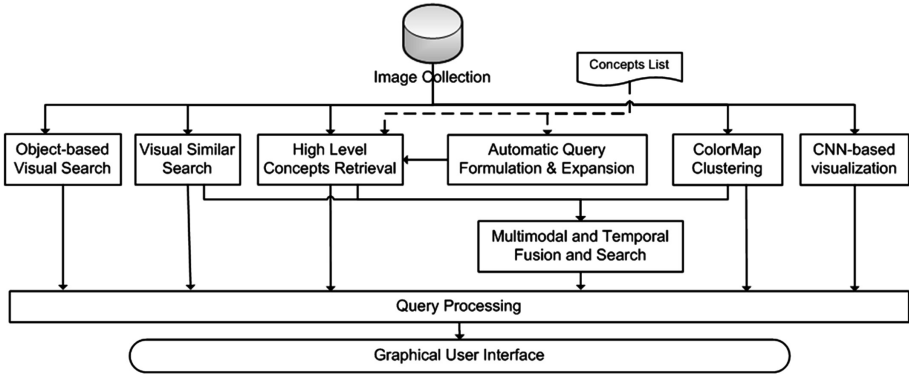 Image Collection
Concepts List
Object-based
Visual Search
Visual Similar
Search
High Level
Concepts Retrieval
Automatic Query
Formulation & Expansion
ColorMap
Clustering
CNN-based
visualization
Multimodal and Temporal
Fusion and Search
Query Processing
Graphical User Interface